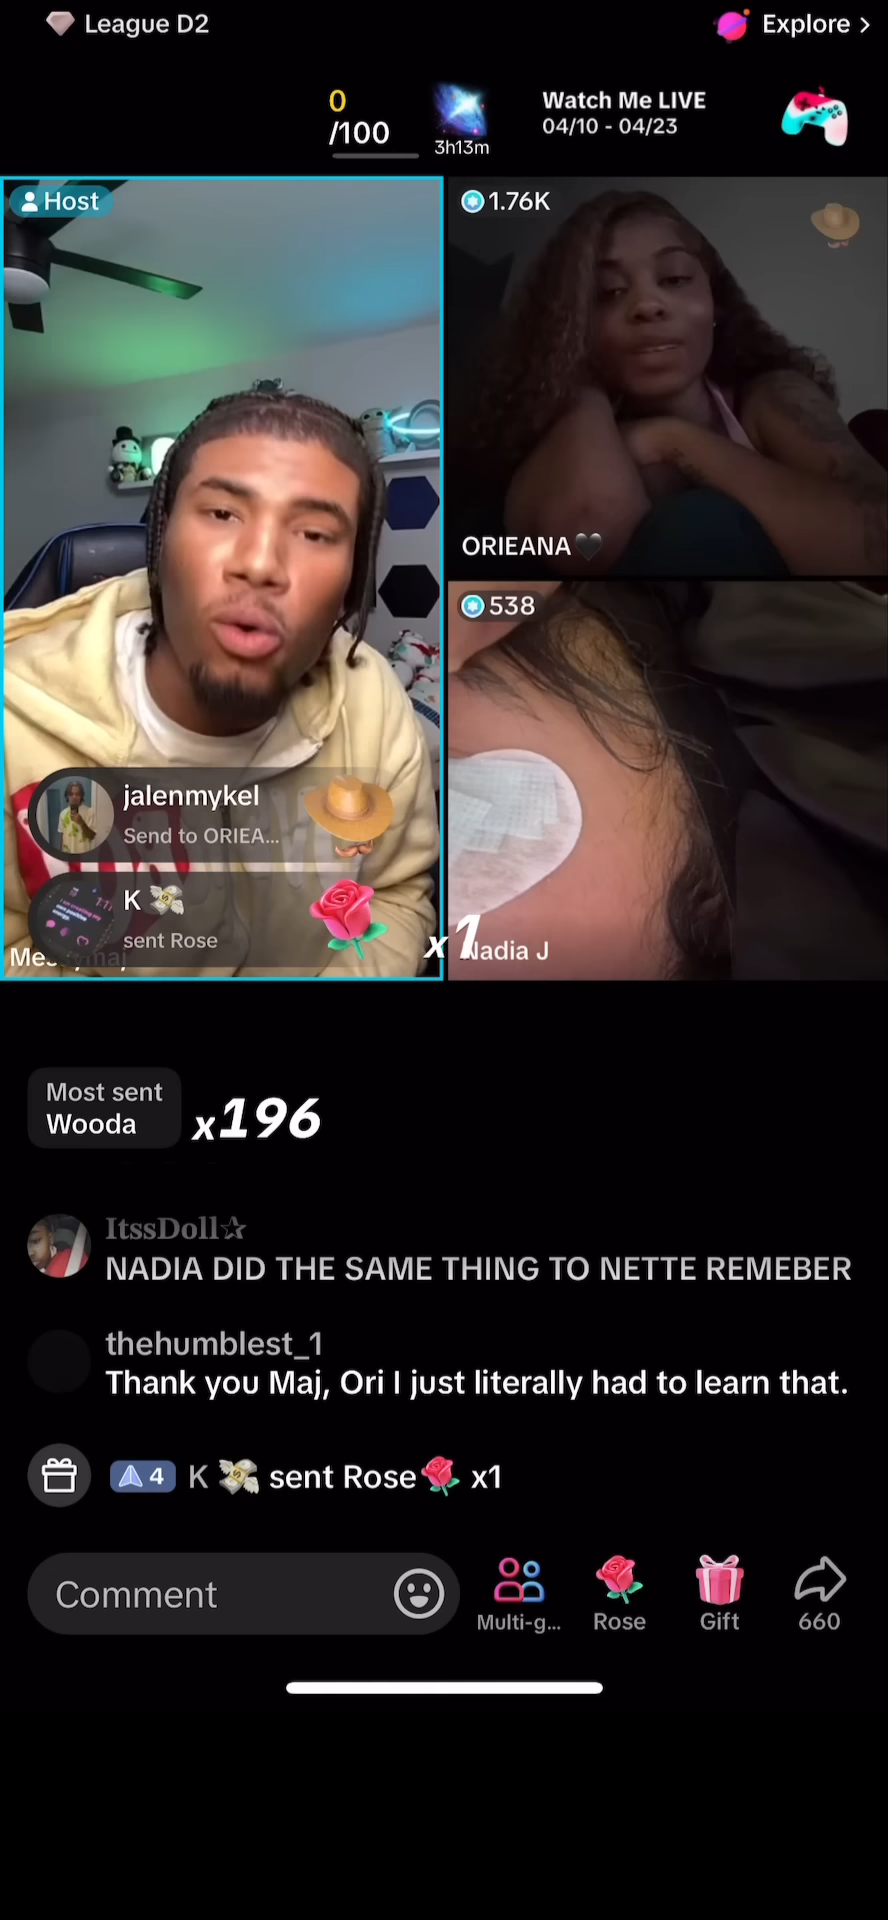 League D2
Explore >
0
/100
3h13m
Watch Me LIVE
04/10 - 04/23
Host
1.76K
ORIEANA🖤
538
jalenmykel
Send to ORIEA...
K 💸
sent Rose
x1
Nadia J
Most sent
Wooda
x196
ItssDoll☆
NADIA DID THE SAME THING TO NETTE REMEBER
thehumblest_1
Thank you Maj, Ori I just literally had to learn that.
4 K 💸 sent Rose🌹 x1
Comment
Multi-g...
Rose
Gift
660